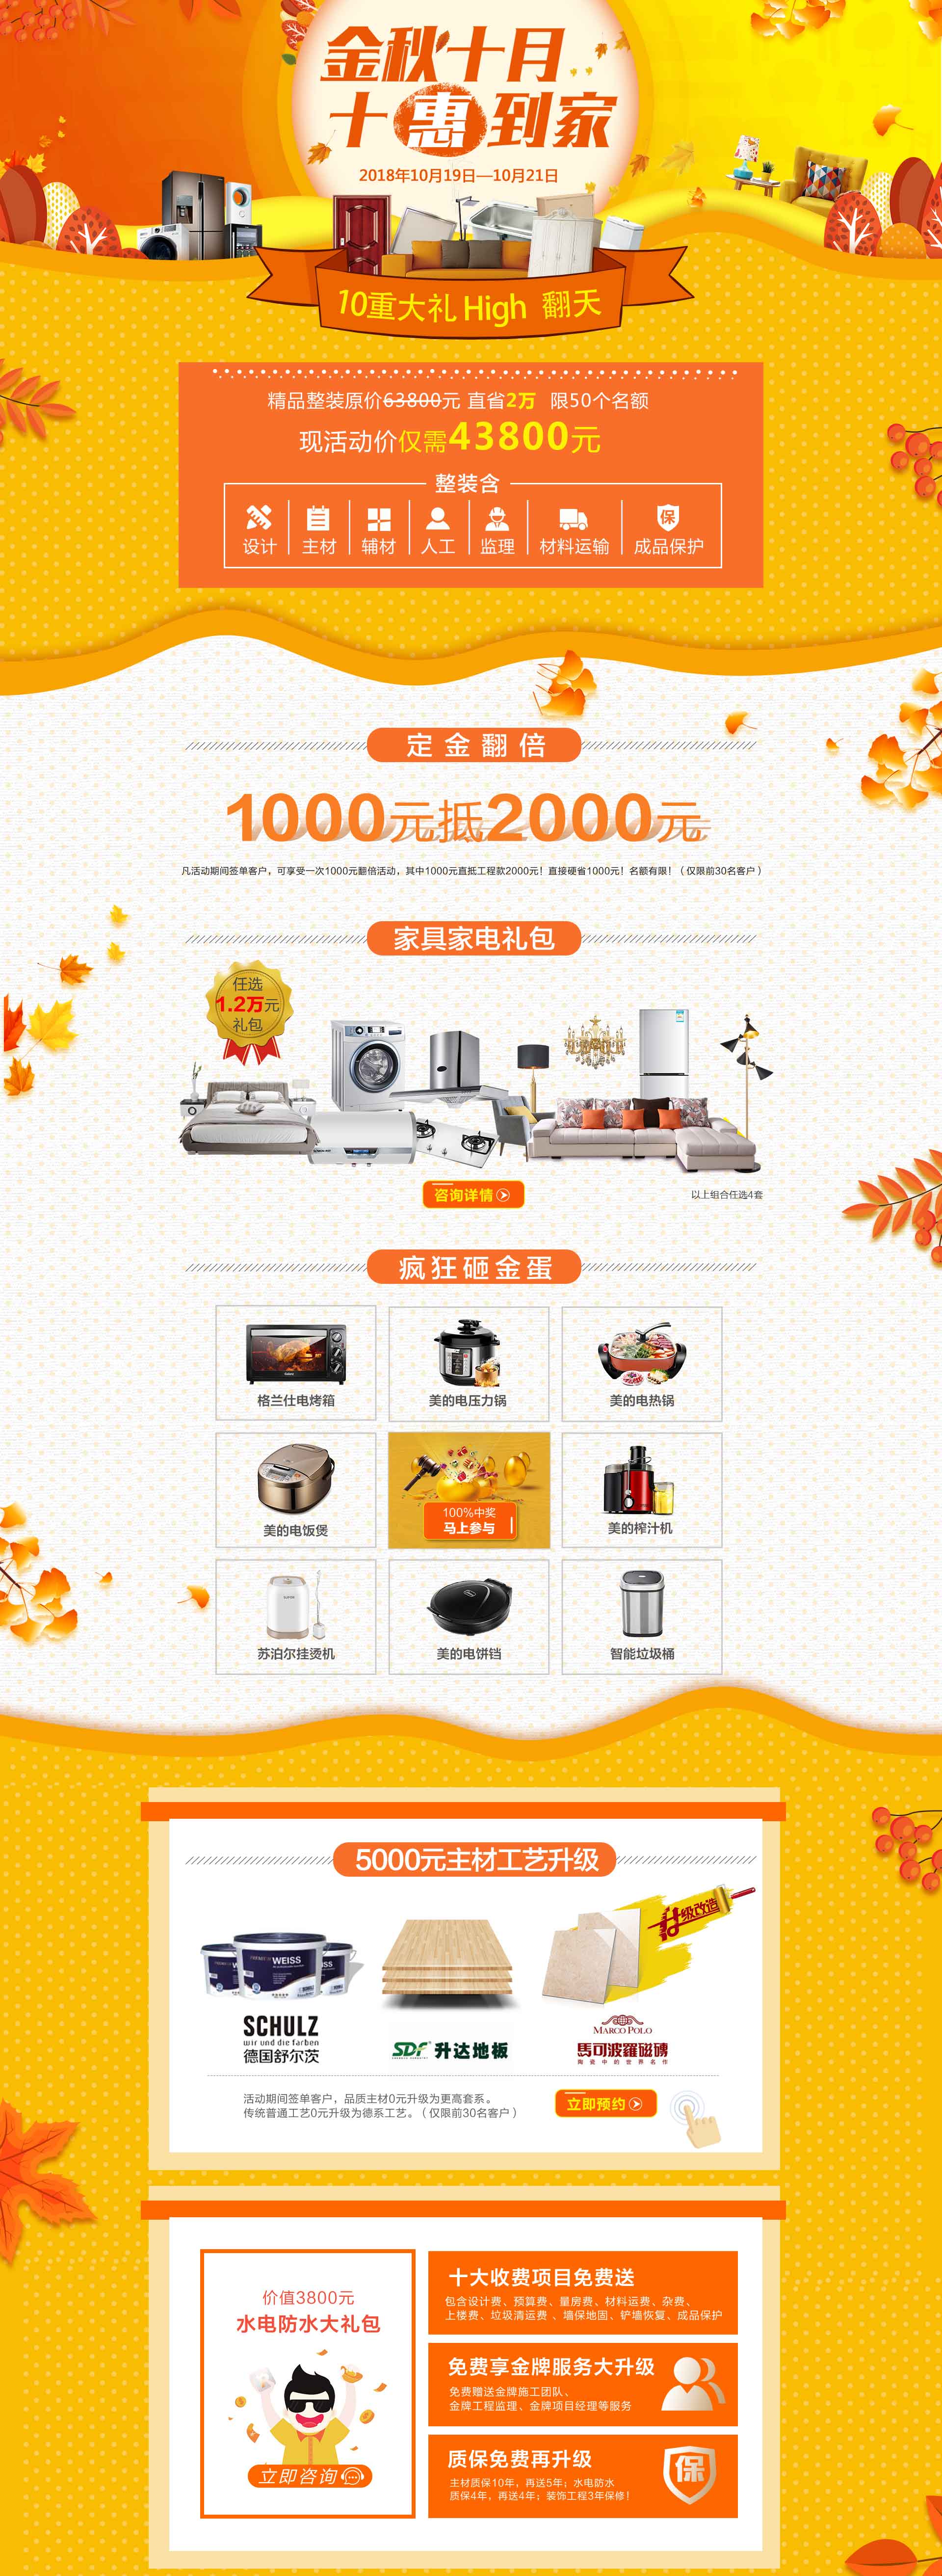 金秋十月
十惠到家
2018年10月19日—10月21日
10重大礼 High 翻天
精品整装原价63800元 直省2万 限50个名额
现活动价仅需43800元
整装含
设计 主材 辅材 人工 监理 材料运输 成品保护
保
定金翻倍
1000元抵2000元
凡活动期间签单客户，可享受一次1000元翻倍活动，其中1000元直抵工程款2000元！直接硬省1000元！名额有限！（仅限前30名客户）
家具家电礼包
任选
1.2万元
礼包
咨询详情
以上组合任选4套
疯狂砸金蛋
格兰仕电烤箱 美的电压力锅 美的电热锅
美的电饭煲
100%中奖
马上参与
美的榨汁机
苏泊尔挂烫机 美的电饼铛 智能垃圾桶
5000元主材工艺升级
升级改造
WEISS
SCHULZ
wir und die farben
德国舒尔茨
SDF 升达地板
MARCO POLO
馬可波羅磁磚
陶瓷中的世界名作
活动期间签单客户，品质主材0元升级为更高套系。
传统普通工艺0元升级为德系工艺。（仅限前30名客户）
立即预约
价值3800元
水电防水大礼包
立即咨询
十大收费项目免费送
包含设计费、预算费、量房费、材料运费、杂费、
上楼费、垃圾清运费 、墙保地固、铲墙恢复、成品保护
免费享金牌服务大升级
免费赠送金牌施工团队、
金牌工程监理、金牌项目经理等服务
质保免费再升级
主材质保10年，再送5年；水电防水
质保4年，再送4年；装饰工程3年保修！
保